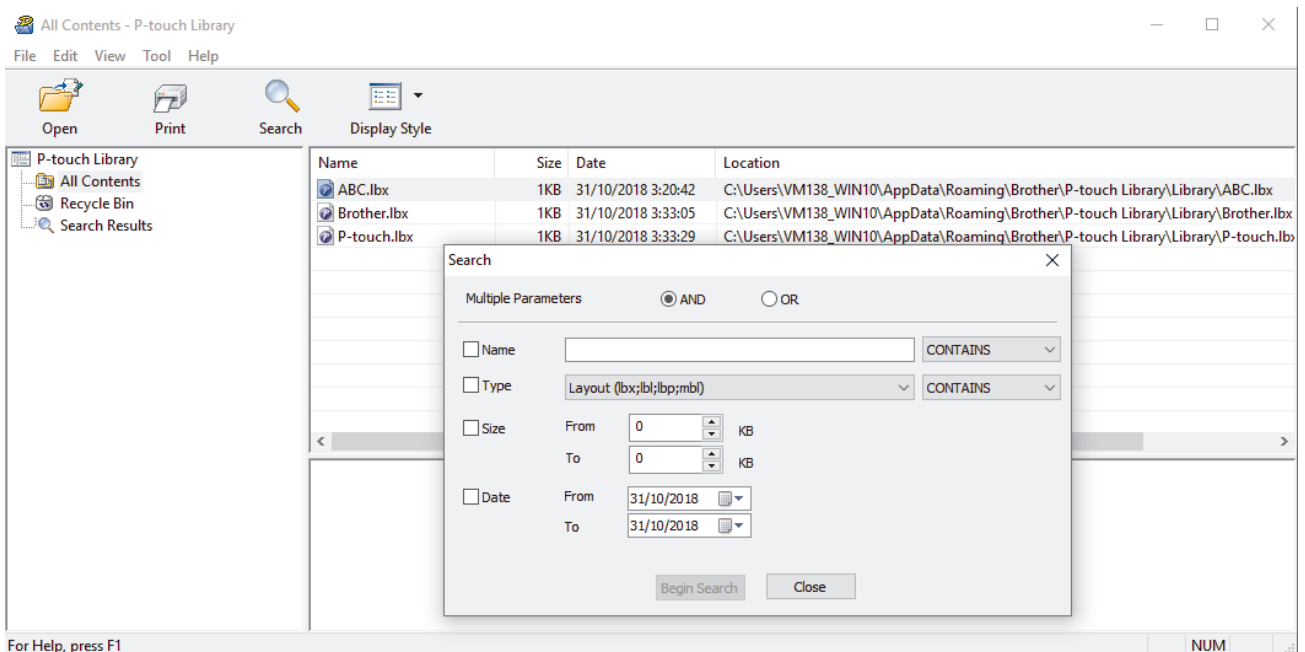 All Contents - P-touch Library
File Edit View Tool Help
Open Print Search Display Style
P-touch Library
All Contents
Recycle Bin
Search Results
Name Size Date Location
ABC.lbx 1KB 31/10/2018 3:20:42 C:\Users\VM138_WIN10\AppData\Roaming\Brother\P-touch Library\Library\ABC.lbx
Brother.lbx 1KB 31/10/2018 3:33:05 C:\Users\VM138_WIN10\AppData\Roaming\Brother\P-touch Library\Library\Brother.lbx
P-touch.lbx 1KB 31/10/2018 3:33:29 C:\Users\VM138_WIN10\AppData\Roaming\Brother\P-touch Library\Library\P-touch.lbx
Search
Multiple Parameters AND OR
Name CONTAINS
Type Layout (lbx;lbl;lbp;mbl) CONTAINS
Size From 0 KB
To 0 KB
Date From 31/10/2018
To 31/10/2018
Begin Search Close
For Help, press F1 NUM